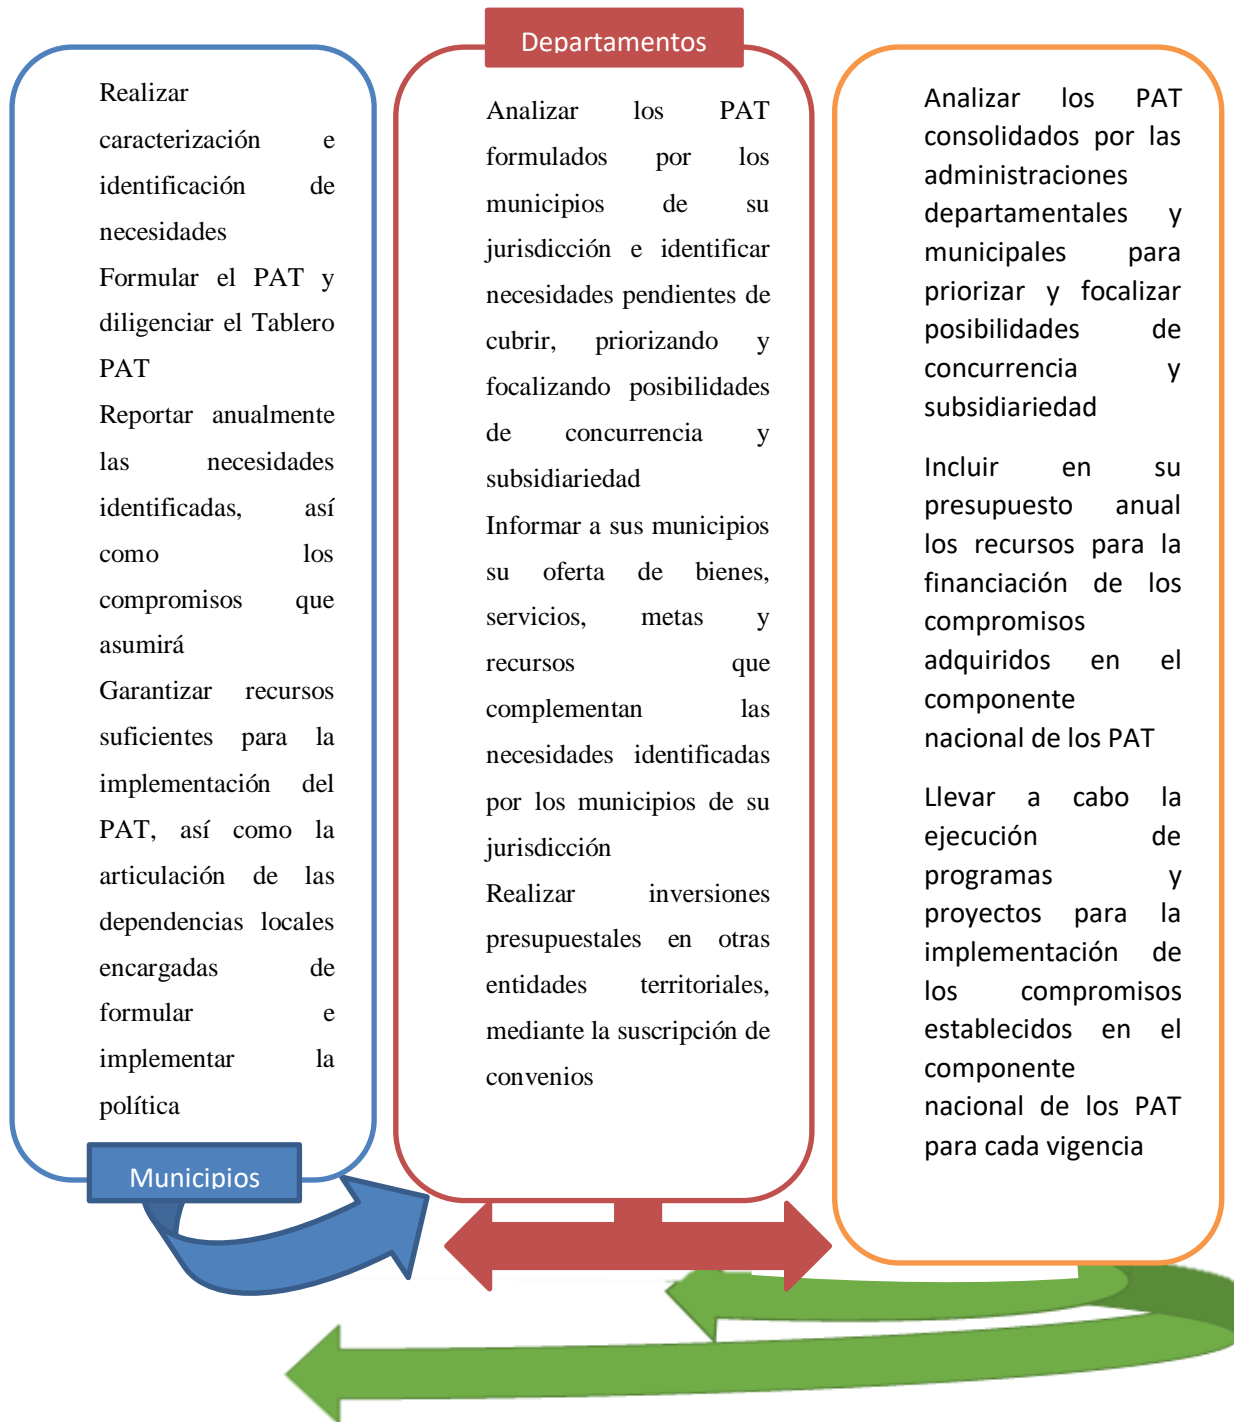 Realizar
caracterización e
identificación de
necesidades
Formular el PAT y
diligenciar el Tablero
PAT
Reportar anualmente
las necesidades
identificadas, así
como los
compromisos que
asumirá
Garantizar recursos
suficientes para la
implementación del
PAT, así como la
articulación de las
dependencias locales
encargadas de
formular e
implementar la
política
Municipios
Departamentos
Analizar los PAT
formulados por los
municipios de su
jurisdicción e identificar
necesidades pendientes de
cubrir, priorizando y
focalizando posibilidades
de concurrencia y
subsidiariedad
Informar a sus municipios
su oferta de bienes,
servicios, metas y
recursos que
complementan las
necesidades identificadas
por los municipios de su
jurisdicción
Realizar inversiones
presupuestales en otras
entidades territoriales,
mediante la suscripción de
convenios
Analizar los PAT
consolidados por las
administraciones
departamentales y
municipales para
priorizar y focalizar
posibilidades de
concurrencia y
subsidiariedad
Incluir en su
presupuesto anual
los recursos para la
financiación de los
compromisos
adquiridos en el
componente
nacional de los PAT
Llevar a cabo la
ejecución de
programas y
proyectos para la
implementación de
los compromisos
establecidos en el
componente
nacional de los PAT
para cada vigencia